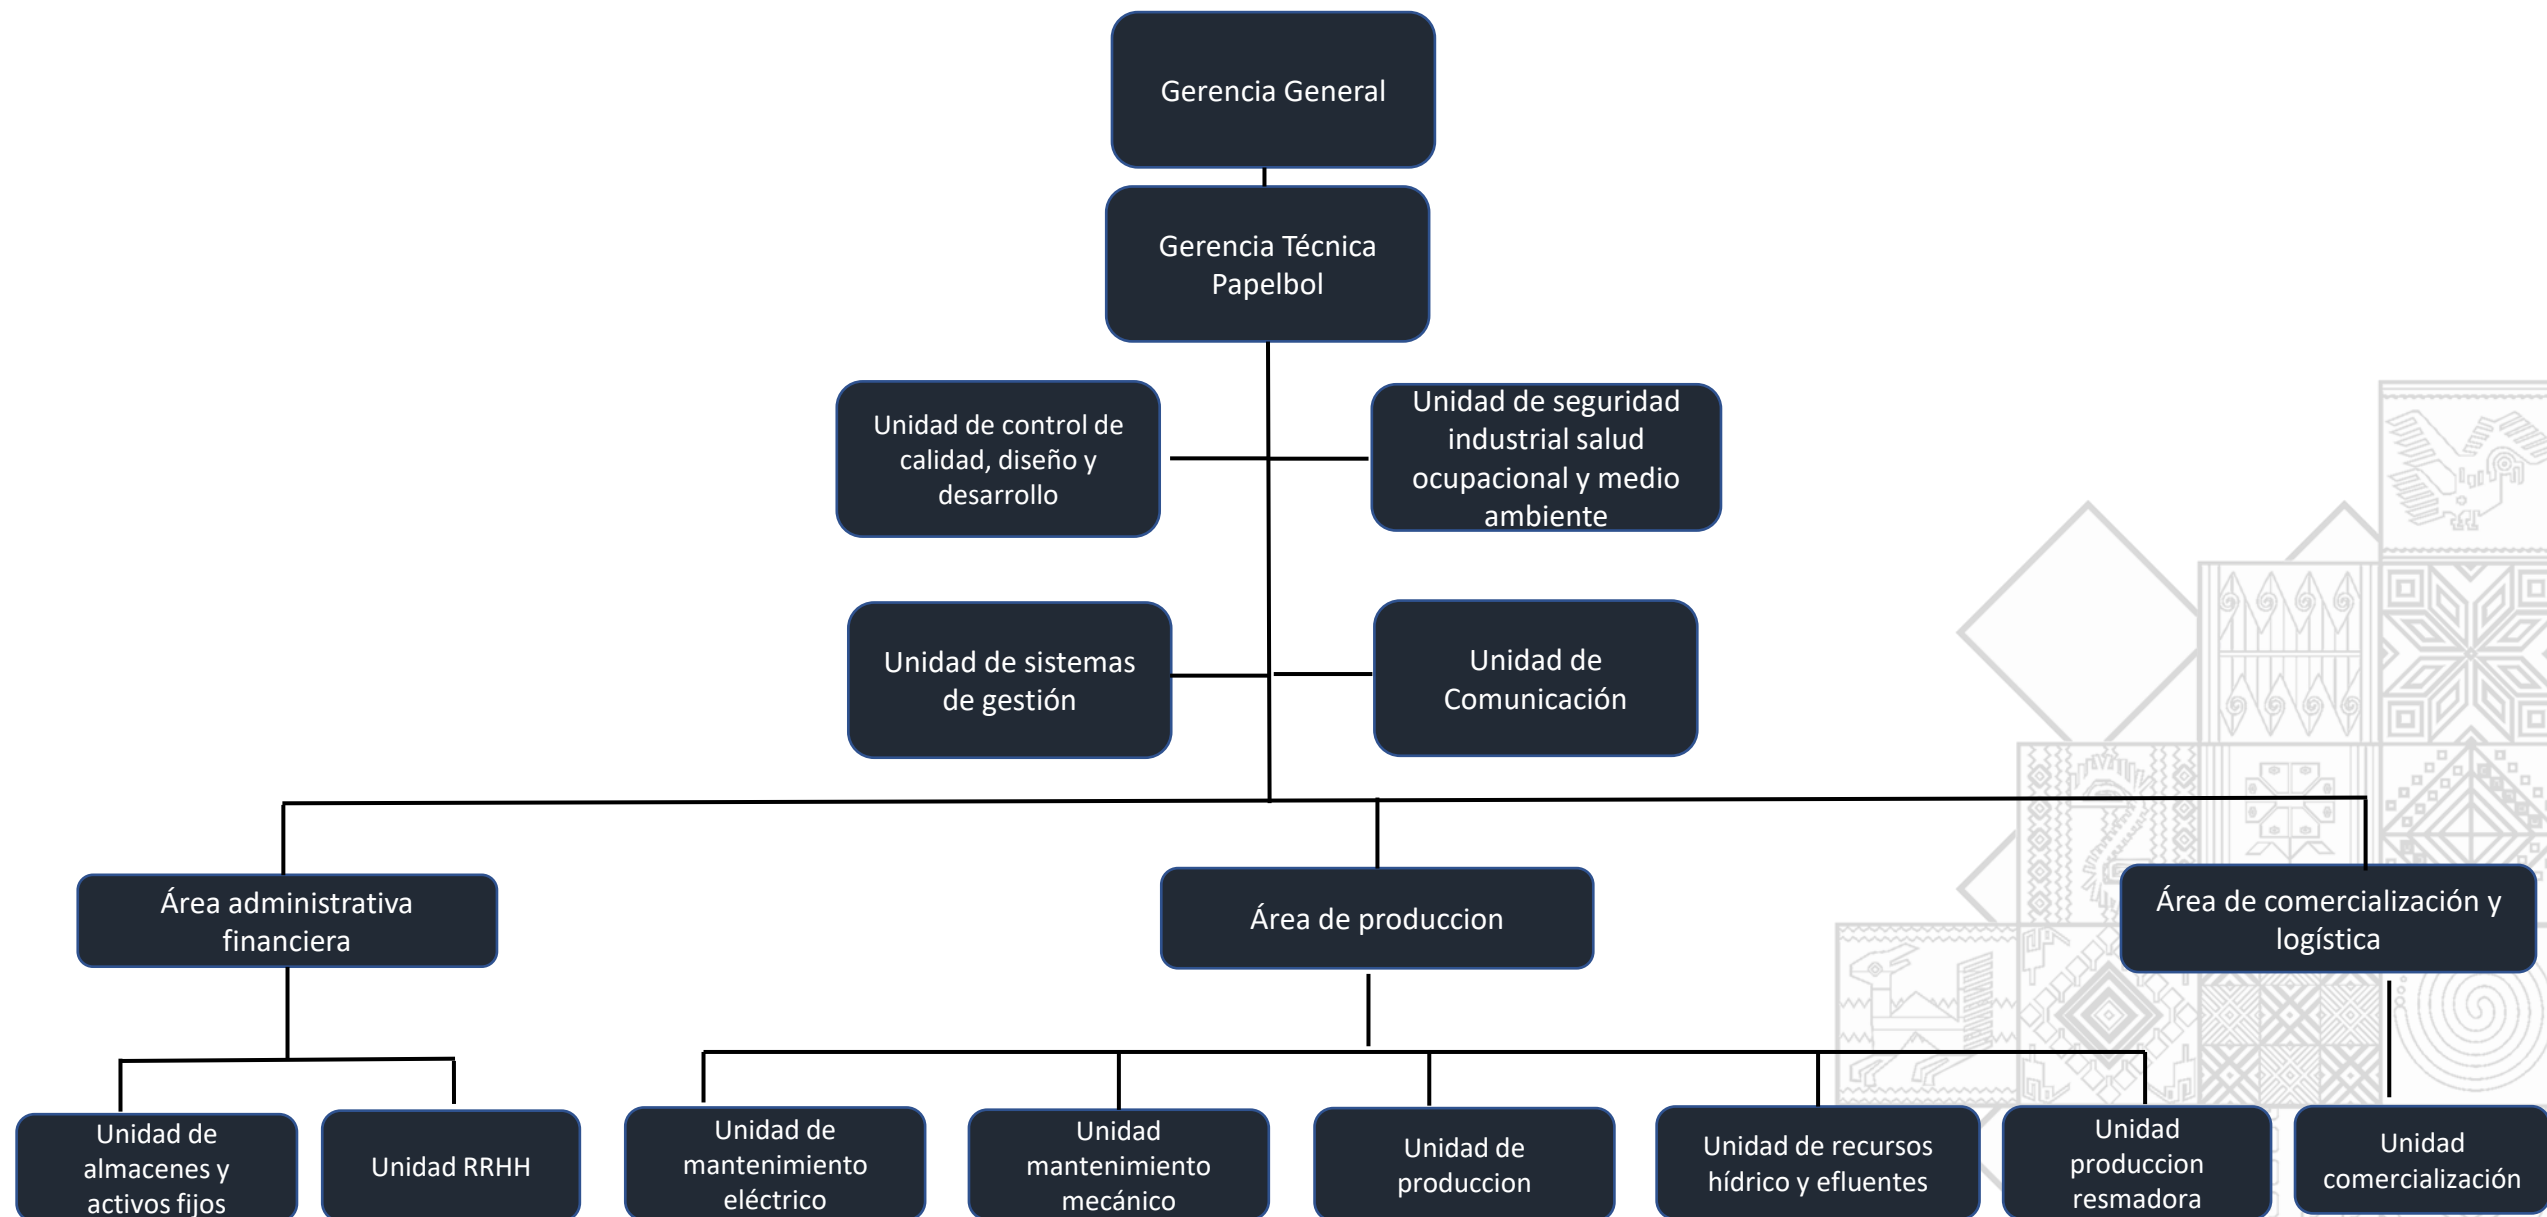 Gerencia General
Gerencia Técnica
Papelbol
Unidad de control de
calidad, diseño y
desarrollo
Unidad de seguridad
industrial salud
ocupacional y medio
ambiente
Unidad de sistemas
de gestión
Unidad de
Comunicación
Área administrativa
financiera
Área de produccion
Área de comercialización y
logística
Unidad de
almacenes y
activos fijos
Unidad RRHH
Unidad de
mantenimiento
eléctrico
Unidad
mantenimiento
mecánico
Unidad de
produccion
Unidad de recursos
hídrico y efluentes
Unidad
produccion
resmadora
Unidad
comercialización